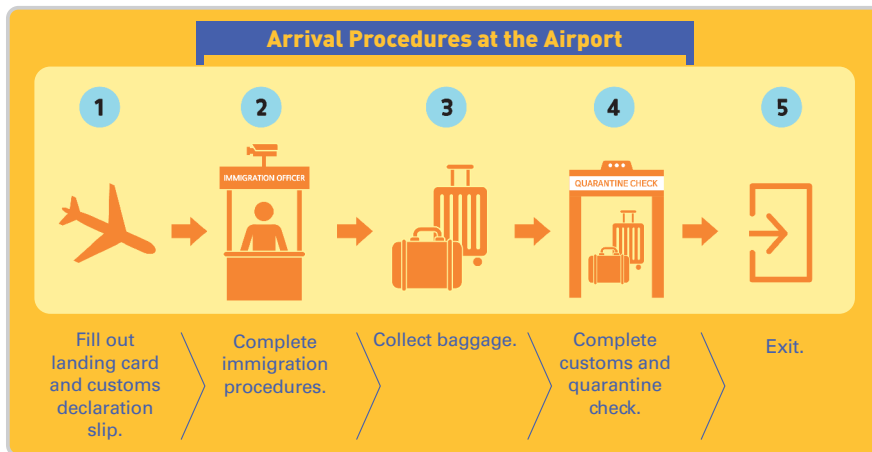 Arrival Procedures at the Airport
1
2
3
4
5
IMMIGRATION OFFICER
QUARANTINE CHECK
Fill out
landing card
and customs
declaration
slip.
Complete
immigration
procedures.
Collect baggage.
Complete
customs and
quarantine
check.
Exit.